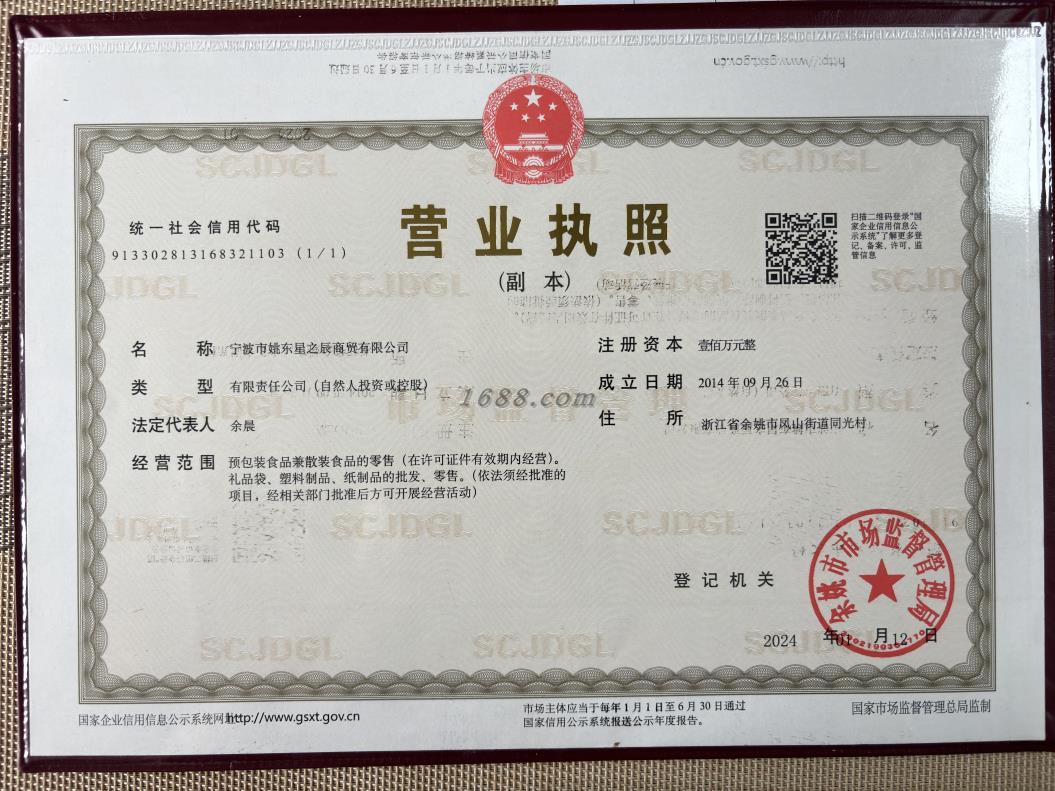 营业执照
(副 本)
统一社会信用代码
913302813168321103 (1/1)
扫描二维码登录“国
家企业信用信息公
示系统”了解更多登
记、备案、许可、监
管信息
名 称 宁波市姚东星之辰商贸有限公司
类 型 有限责任公司（自然人投资或控股）
法定代表人 余晨
经营范围 预包装食品兼散装食品的零售（在许可证件有效期内经营）。
礼品袋、塑料制品、纸制品的批发、零售。（依法须经批准的
项目，经相关部门批准后方可开展经营活动）
注册资本 壹佰万元整
成立日期 2014年09月26日
住 所 浙江省余姚市凤山街道同光村
1688.com
登记机关
余姚市市场监督管理局
2024 年01 月12 日
国家企业信用信息公示系统网址http://www.gsxt.gov.cn
市场主体应当于每年1月1日至6月30日通过
国家信用公示系统报送公示年度报告。
国家市场监督管理总局监制
SCJDGL
市场监督管理